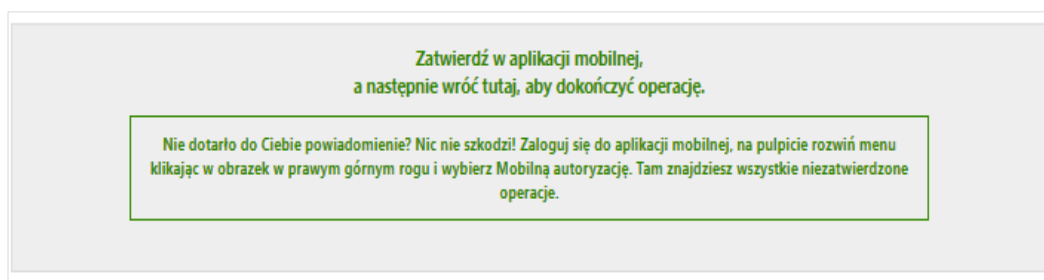 Zatwierdź w aplikacji mobilnej,
a następnie wróć tutaj, aby dokończyć operację.
Nie dotarło do Ciebie powiadomienie? Nic nie szkodzi! Zaloguj się do aplikacji mobilnej, na pulpicie rozwiń menu
klikając w obrazek w prawym górnym rogu i wybierz Mobilną autoryzację. Tam znajdziesz wszystkie niezatwierdzone
operacje.